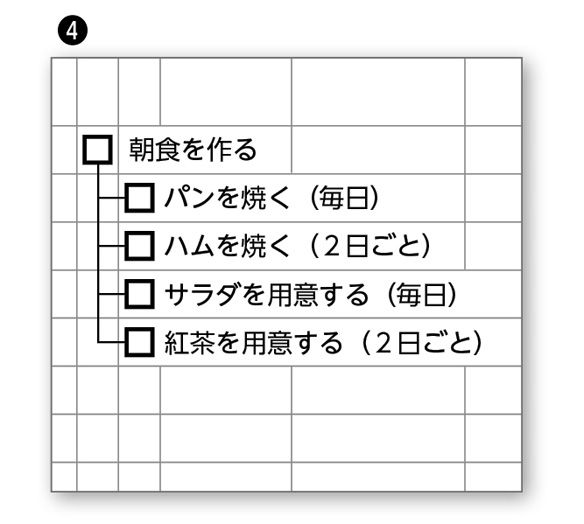 ❹
朝食を作る
パンを焼く（毎日）
ハムを焼く（２日ごと）
サラダを用意する（毎日）
紅茶を用意する（２日ごと）